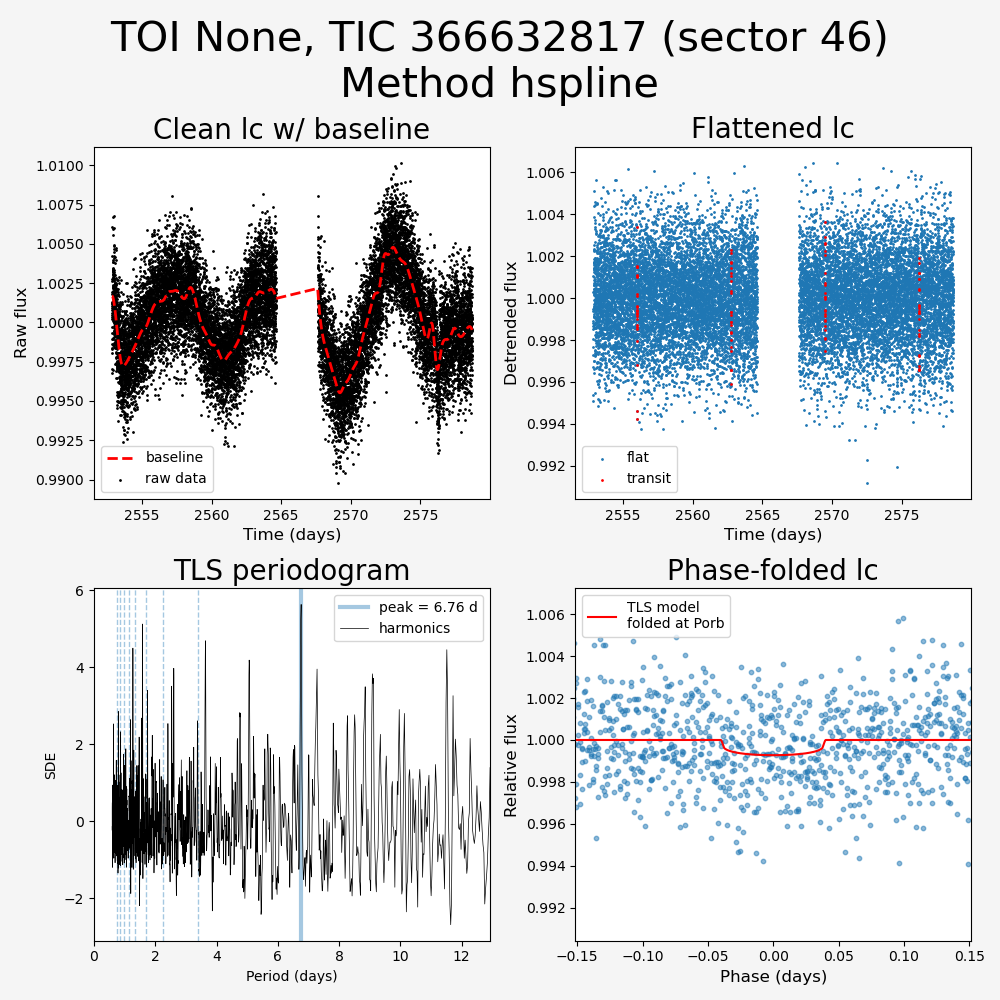 TOI None, TIC 366632817 (sector 46)
Method hspline
Clean lc w/ baseline
Raw flux
1.0100
1.0075
1.0050
1.0025
1.0000
0.9975
0.9950
0.9925
0.9900
baseline
raw data
2555
2560
2565
2570
2575
Time (days)
Flattened lc
Detrended flux
1.006
1.004
1.002
1.000
0.998
0.996
0.994
0.992
flat
transit
2555
2560
2565
2570
2575
Time (days)
TLS periodogram
SDE
6
4
2
0
−2
peak = 6.76 d
harmonics
0
2
4
6
8
10
12
Period (days)
Phase-folded lc
Relative flux
1.006
1.004
1.002
1.000
0.998
0.996
0.994
0.992
TLS model
folded at Porb
−0.15
−0.10
−0.05
0.00
0.05
0.10
0.15
Phase (days)